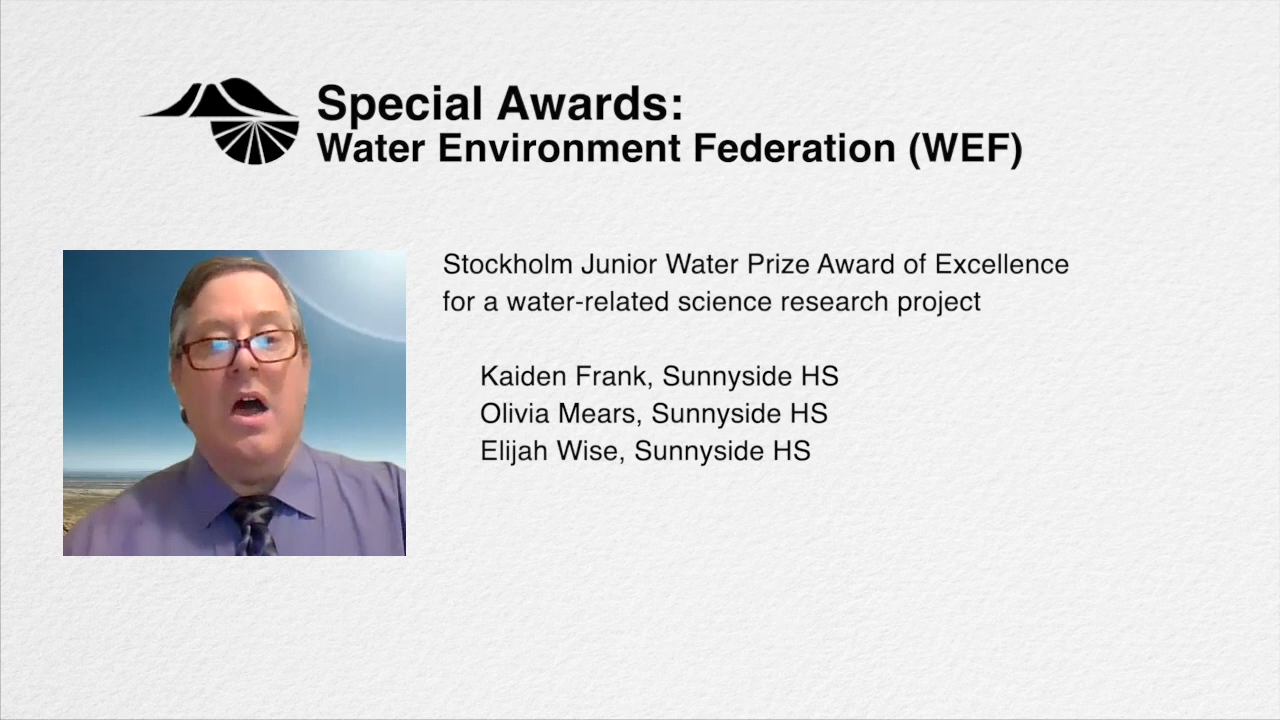 Special Awards:
Water Environment Federation (WEF)
Stockholm Junior Water Prize Award of Excellence
for a water-related science research project
Kaiden Frank, Sunnyside HS
Olivia Mears, Sunnyside HS
Elijah Wise, Sunnyside HS